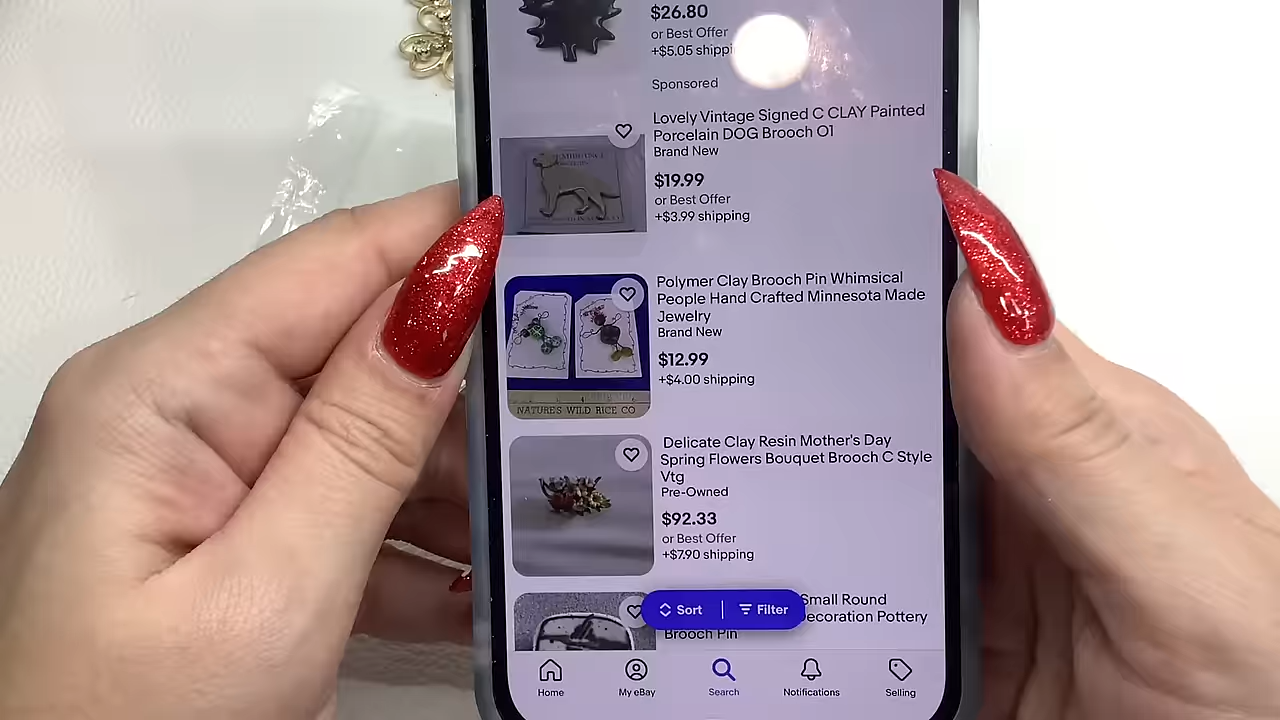 $26.80
or Best Offer
+$5.05 shippi
Sponsored
Lovely Vintage Signed C CLAY Painted
Porcelain DOG Brooch O1
Brand New
$19.99
or Best Offer
+$3.99 shipping
Polymer Clay Brooch Pin Whimsical
People Hand Crafted Minnesota Made
Jewelry
Brand New
$12.99
+$4.00 shipping
NATURE'S WILD RICE CO
Delicate Clay Resin Mother's Day
Spring Flowers Bouquet Brooch C Style
Vtg
Pre-Owned
$92.33
or Best Offer
+$7.90 shipping
Small Round
ecoration Pottery
Brooch Pin
Sort
Filter
Home
My eBay
Search
Notifications
Selling